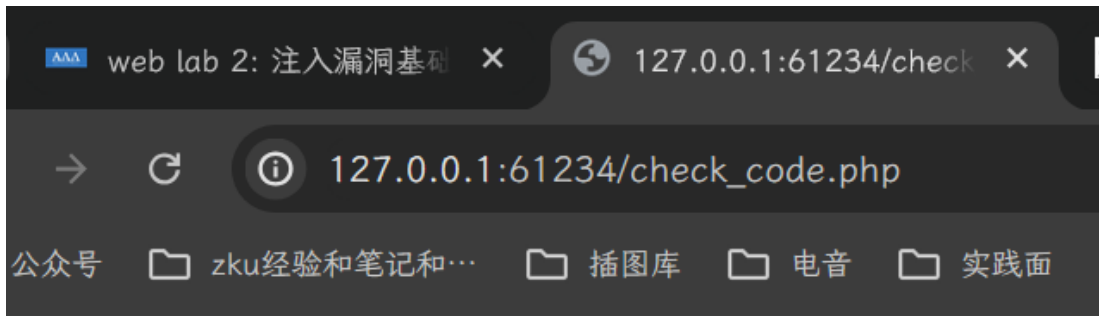 AAA web lab 2: 注入漏洞基础 127.0.0.1:61234/check
127.0.0.1:61234/check_code.php
公众号 zku经验和笔记和… 插图库 电音 实践面